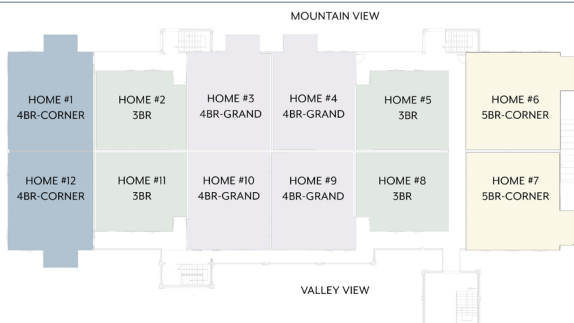 MOUNTAIN VIEW
HOME #1
4BR-CORNER
HOME #2
3BR
HOME #3
4BR-GRAND
HOME #4
4BR-GRAND
HOME #5
3BR
HOME #6
5BR-CORNER
HOME #12
4BR-CORNER
HOME #11
3BR
HOME #10
4BR-GRAND
HOME #9
4BR-GRAND
HOME #8
3BR
HOME #7
5BR-CORNER
VALLEY VIEW